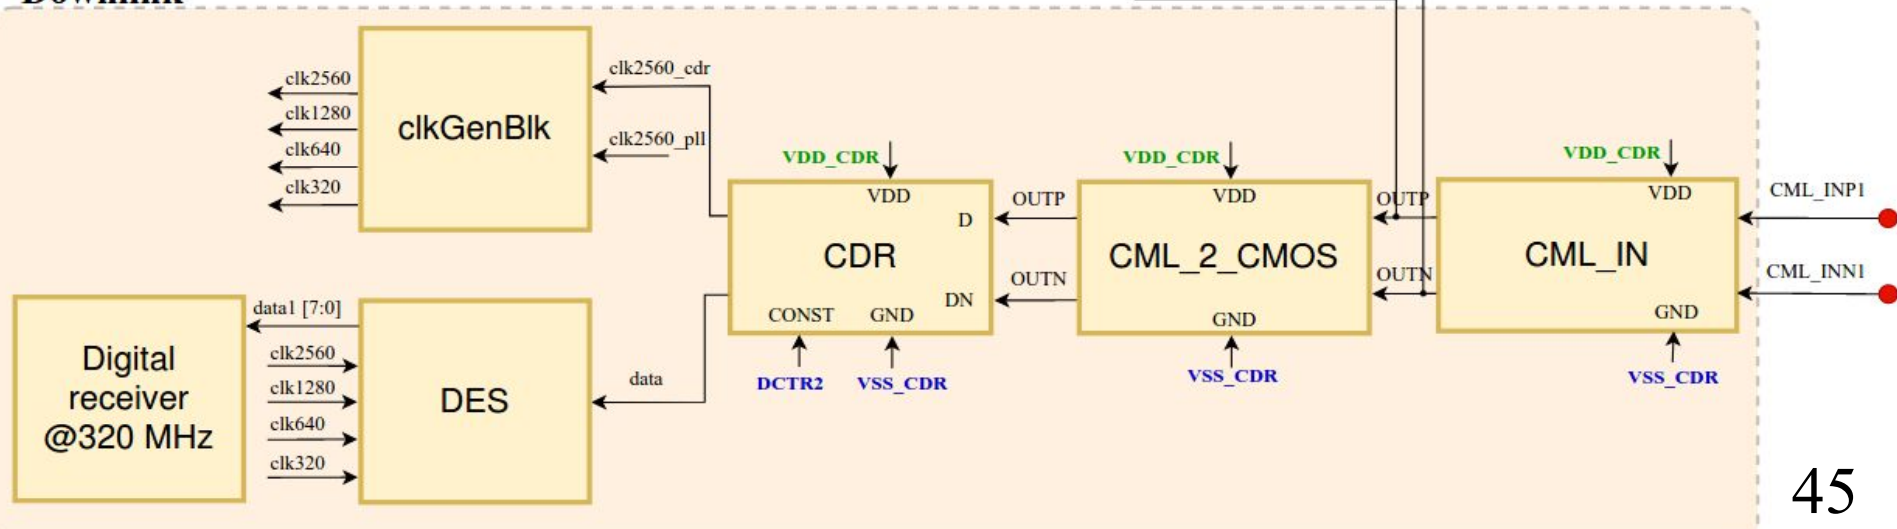 clk2560
clk1280
clk640
clk320
clkGenBlk
clk2560_cdr
clk2560_pll
VDD_CDR
VDD
D
CDR
DN
CONST GND
DCTR2 VSS_CDR
OUTP
OUTN
VDD_CDR
VDD
CML_2_CMOS
GND
VSS_CDR
OUTP
OUTN
VDD_CDR
VDD
CML_IN
GND
VSS_CDR
CML_INP1
CML_INN1
Digital
receiver
@320 MHz
data1 [7:0]
clk2560
clk1280
clk640
clk320
DES
data
45